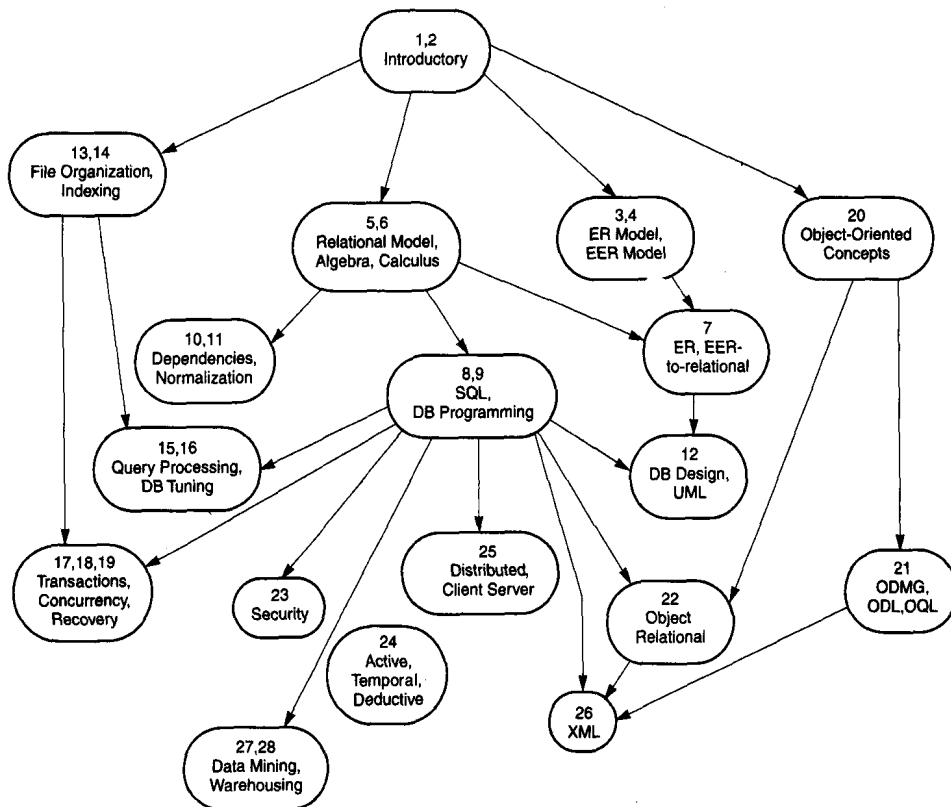 1,2
Introductory
13,14
File Organization,
Indexing
5,6
Relational Model,
Algebra, Calculus
3,4
ER Model,
EER Model
20
Object-Oriented
Concepts
10,11
Dependencies,
Normalization
7
ER, EER-
to-relational
8,9
SQL,
DB Programming
15,16
Query Processing,
DB Tuning
12
DB Design,
UML
17,18,19
Transactions,
Concurrency,
Recovery
23
Security
25
Distributed,
Client Server
22
Object
Relational
21
ODMG,
ODL,OQL
24
Active,
Temporal,
Deductive
26
XML
27,28
Data Mining,
Warehousing